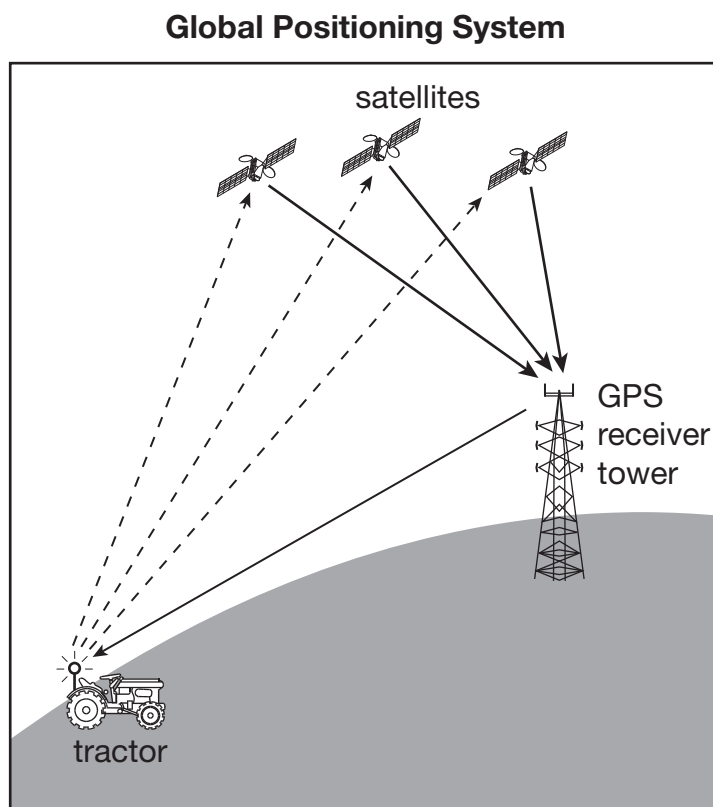 Global Positioning System
satellites
GPS
receiver
tower
tractor